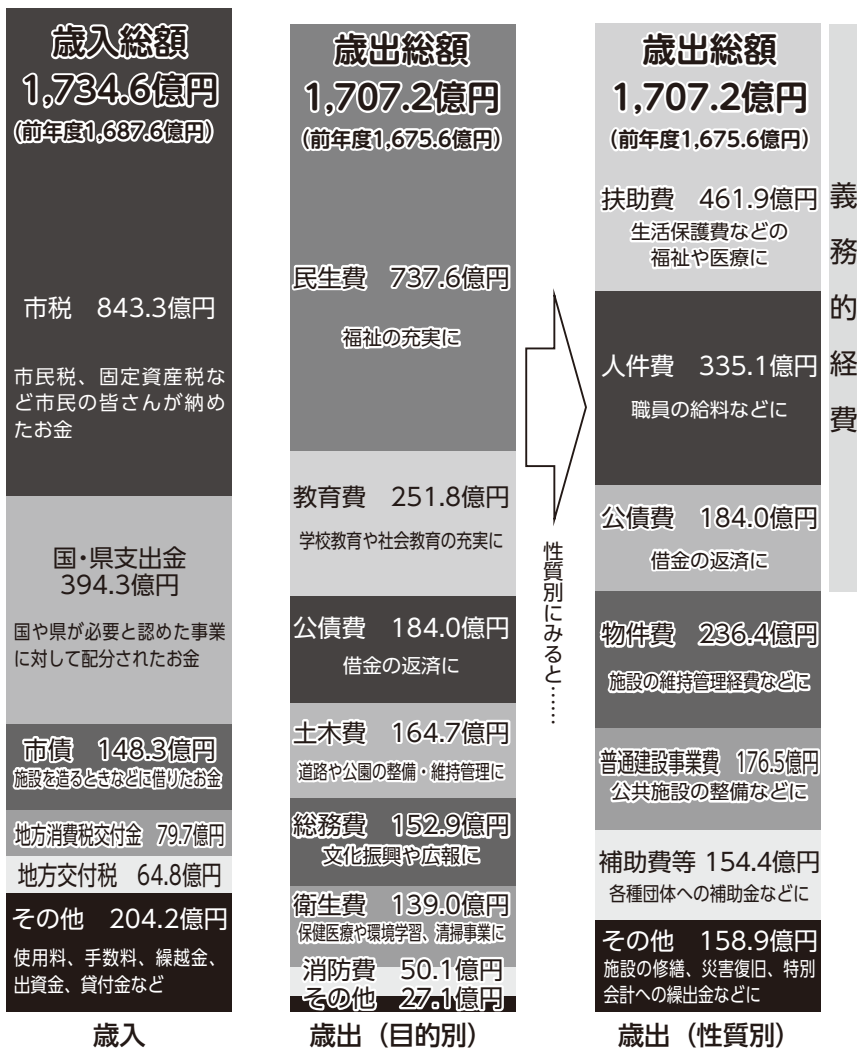 歳入総額
1,734.6億円
(前年度1,687.6億円)
市税　843.3億円
市民税、固定資産税な
ど市民の皆さんが納め
たお金
国・県支出金
394.3億円
国や県が必要と認めた事業
に対して配分されたお金
市債　148.3億円
施設を造るときなどに借りたお金
地方消費税交付金　79.7億円
地方交付税　64.8億円
その他　204.2億円
使用料、手数料、繰越金、
出資金、貸付金など
歳入
歳出総額
1,707.2億円
(前年度1,675.6億円)
民生費　737.6億円
福祉の充実に
教育費　251.8億円
学校教育や社会教育の充実に
公債費　184.0億円
借金の返済に
土木費　164.7億円
道路や公園の整備・維持管理に
総務費　152.9億円
文化振興や広報に
衛生費　139.0億円
保健医療や環境学習、清掃事業に
消防費　50.1億円
その他　27.1億円
歳出（目的別）
性質別にみると……
歳出総額
1,707.2億円
(前年度1,675.6億円)
扶助費　461.9億円
生活保護費などの
福祉や医療に
人件費　335.1億円
職員の給料などに
公債費　184.0億円
借金の返済に
物件費　236.4億円
施設の維持管理経費などに
普通建設事業費　176.5億円
公共施設の整備などに
補助費等 154.4億円
各種団体への補助金などに
その他　158.9億円
施設の修繕、災害復旧、特別
会計への繰出金などに
歳出（性質別）
義務的経費